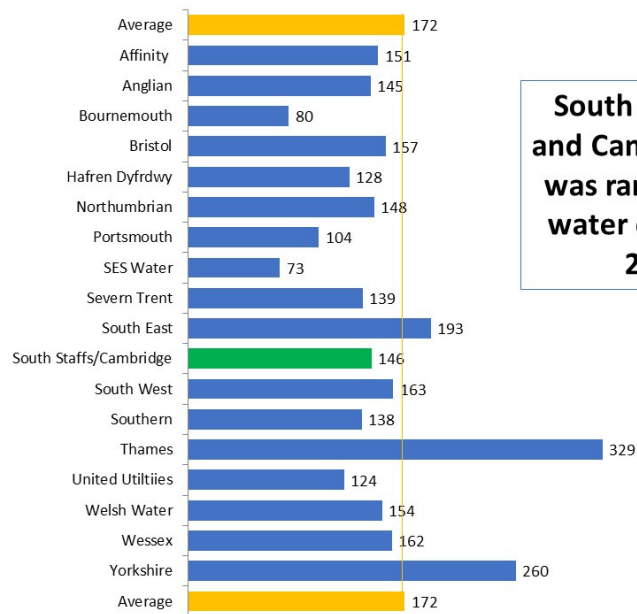 Average 172
Affinity 151
Anglian 145
Bournemouth 80
Bristol 157
Hafren Dyfrdwy 128
Northumbrian 148
Portsmouth 104
SES Water 73
Severn Trent 139
South East 193
South Staffs/Cambridge 146
South West 163
Southern 138
Thames 329
United Utiltiies 124
Welsh Water 154
Wessex 162
Yorkshire 260
Average 172
South
and Cam
was ran
water
2